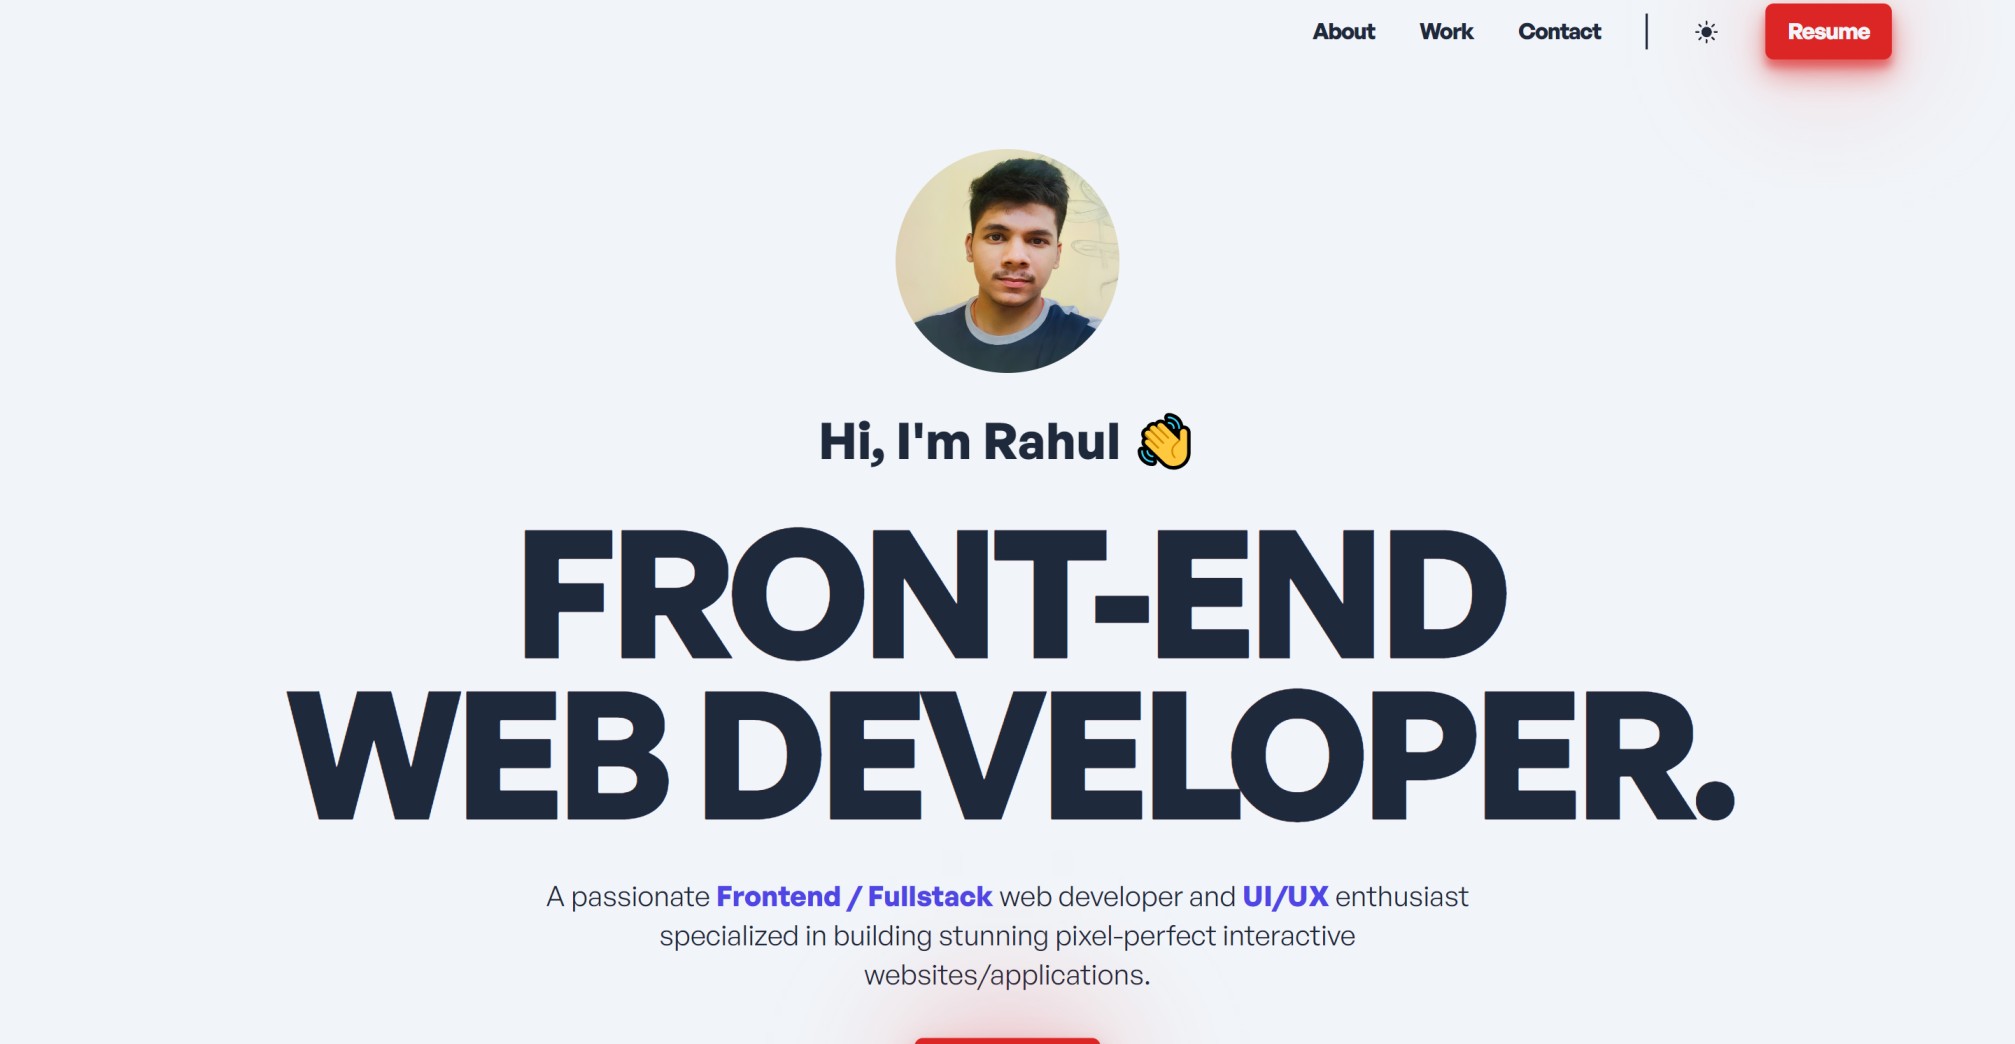 About Work Contact Resume
Hi, I'm Rahul 👋
FRONT-END
WEB DEVELOPER.
A passionate Frontend / Fullstack web developer and UI/UX enthusiast
specialized in building stunning pixel-perfect interactive
websites/applications.